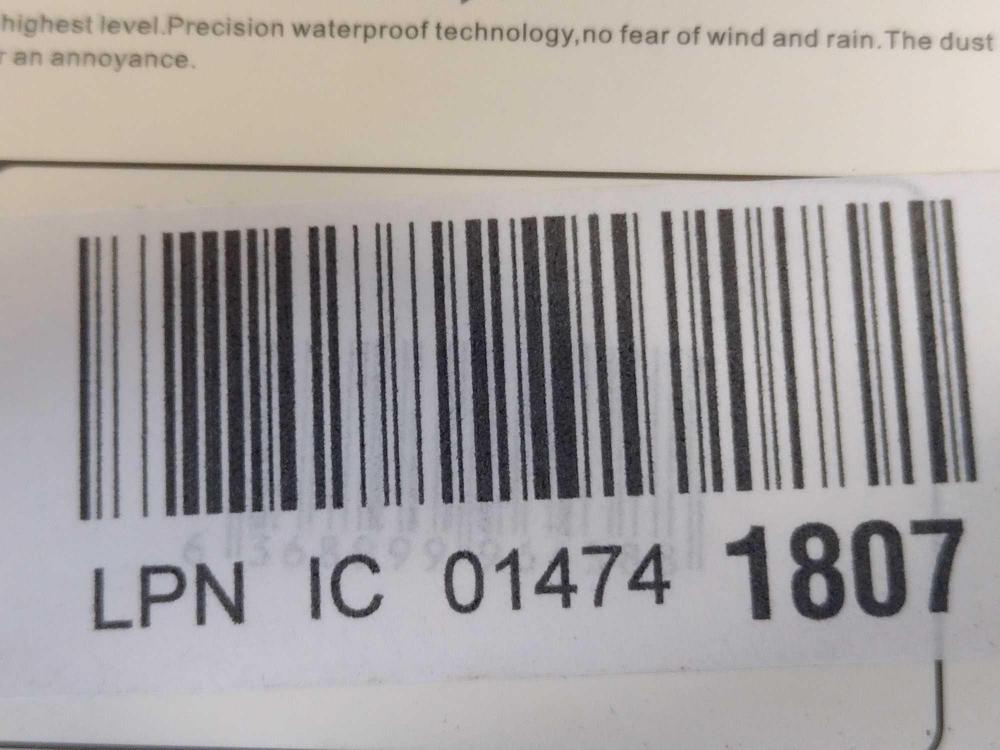 highest level.Precision waterproof technology,no fear of wind and rain.The dust
an annoyance.
LPN IC 01474 1807